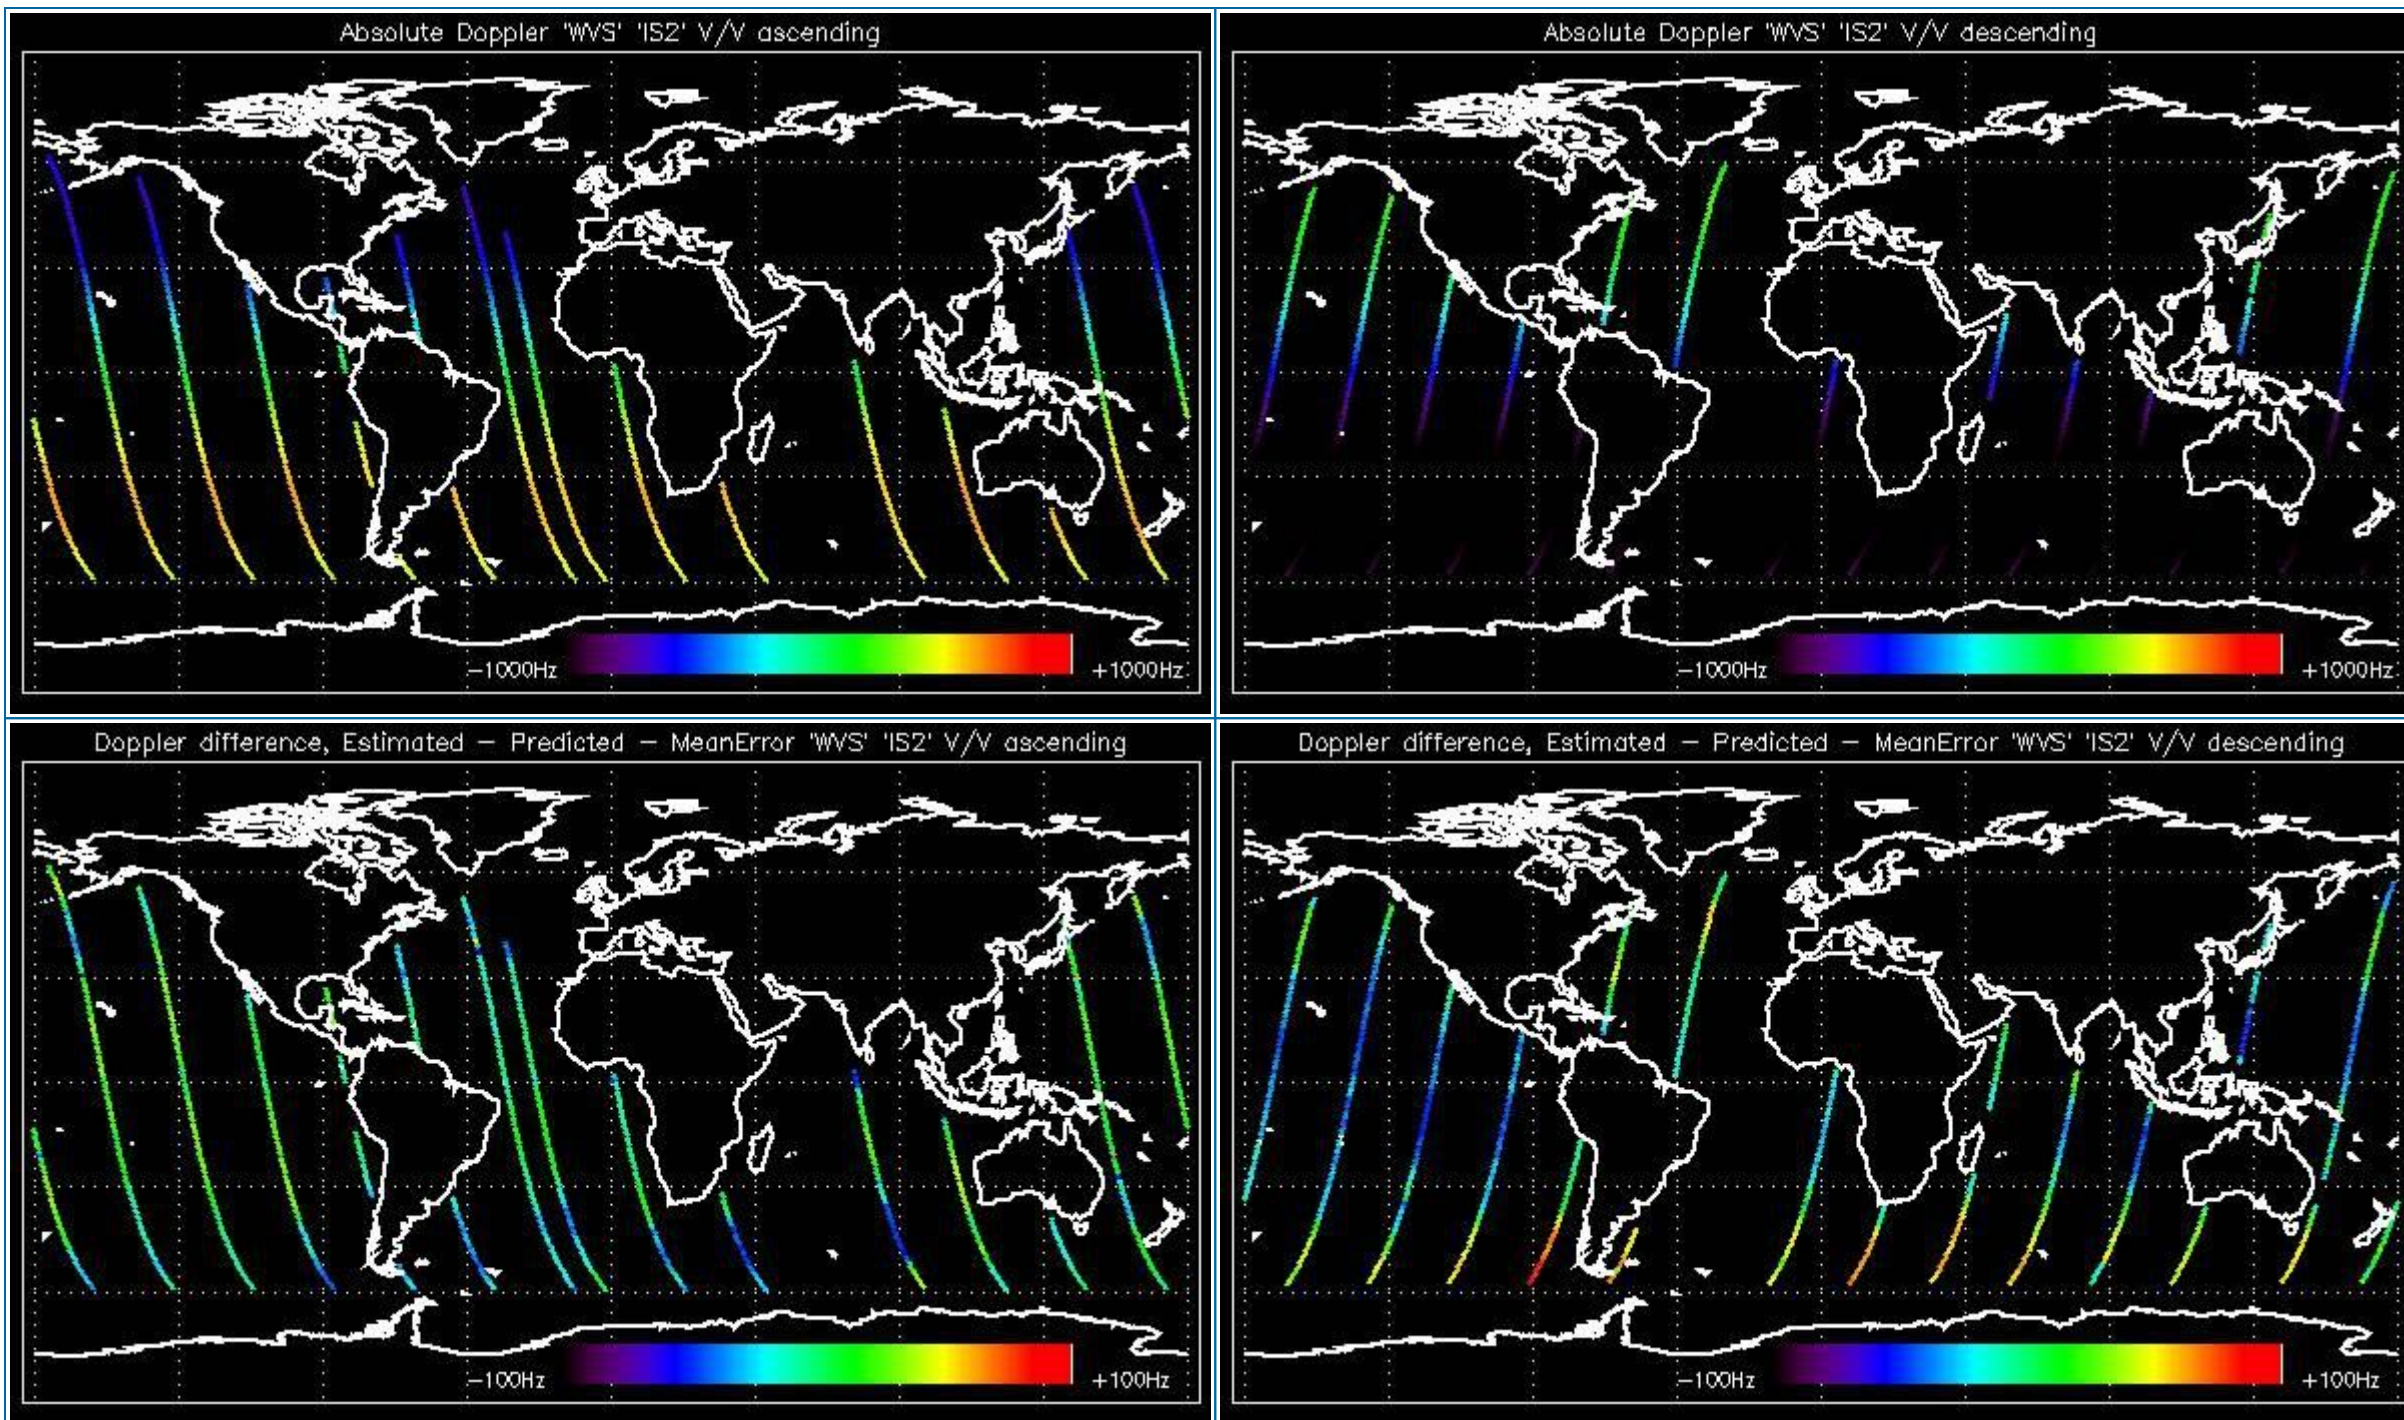 Absolute Doppler 'WVS' 'IS2' V/V ascending
−1000Hz
+1000Hz
Absolute Doppler 'WVS' 'IS2' V/V descending
−1000Hz
+1000Hz
Doppler difference, Estimated − Predicted − MeanError 'WVS' 'IS2' V/V ascending
−100Hz
+100Hz
Doppler difference, Estimated − Predicted − MeanError 'WVS' 'IS2' V/V descending
−100Hz
+100Hz